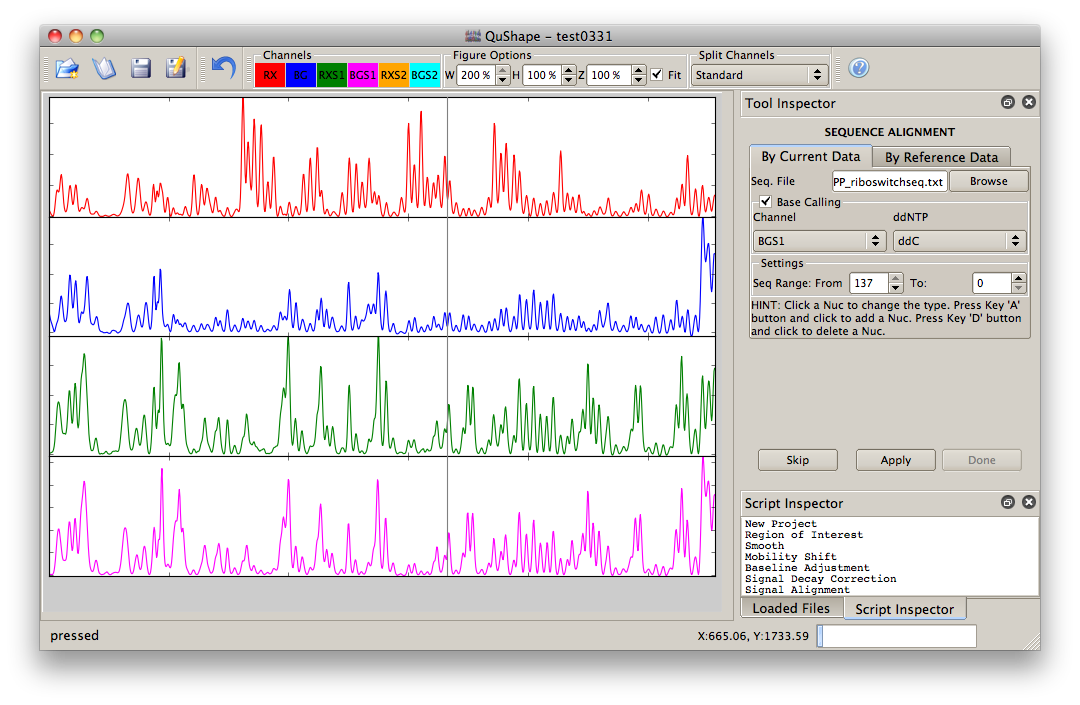 QuShape - test0331
Channels
RX BG RXS1 BGS1 RXS2 BGS2
Figure Options
W 200 % H 100 % Z 100 % Fit
Split Channels
Standard
?
Tool Inspector
SEQUENCE ALIGNMENT
By Current Data By Reference Data
Seq. File PP_riboswitchseq.txt Browse
Base Calling
Channel ddNTP
BGS1 ddC
Settings
Seq Range: From 137 To: 0
HINT: Click a Nuc to change the type. Press Key 'A'
button and click to add a Nuc. Press Key 'D' button
and click to delete a Nuc.
Skip Apply Done
Script Inspector
New Project
Region of Interest
Smooth
Mobility Shift
Baseline Adjustment
Signal Decay Correction
Signal Alignment
Loaded Files Script Inspector
pressed X:665.06, Y:1733.59